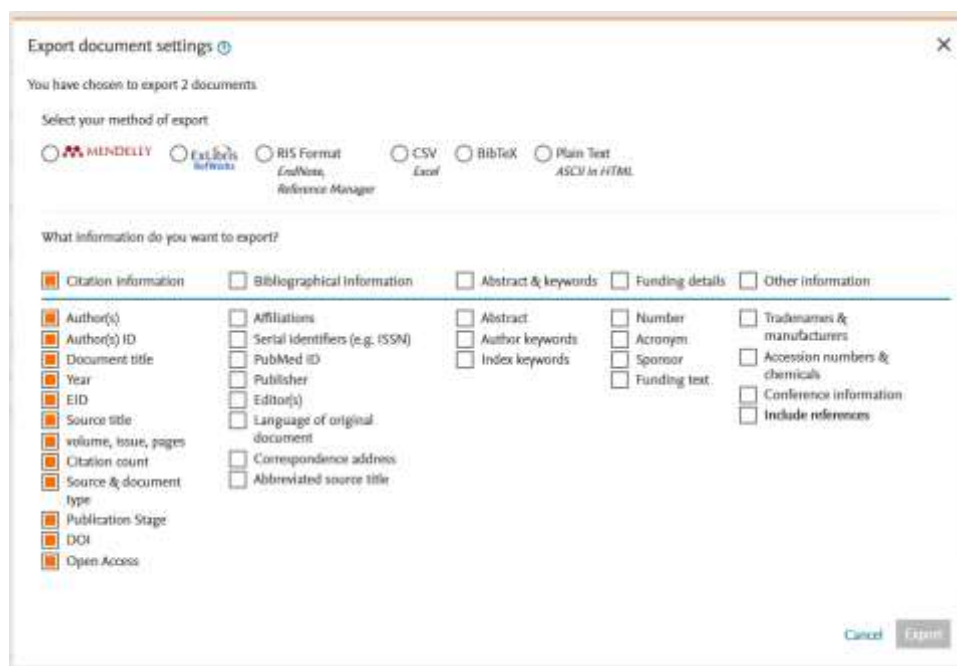 Export document settings
You have chosen to export 2 documents
Select your method of export
MENDELEY ExLibris RefWorks RIS Format EndNote, Reference Manager CSV Excel BibTeX Plain Text ASCII in HTML
What information do you want to export?
Citation information
Author(s)
Author(s) ID
Document title
Year
EID
Source title
volume, issue, pages
Citation count
Source & document
type
Publication Stage
DOI
Open Access
Bibliographical information
Affiliations
Serial identifiers (e.g. ISSN)
PubMed ID
Publisher
Editor(s)
Language of original
document
Correspondence address
Abbreviated source title
Abstract & keywords
Abstract
Author keywords
Index keywords
Funding details
Number
Acronym
Sponsor
Funding text
Other information
Tradenames &
manufacturers
Accession numbers &
chemicals
Conference information
Include references
Cancel Export